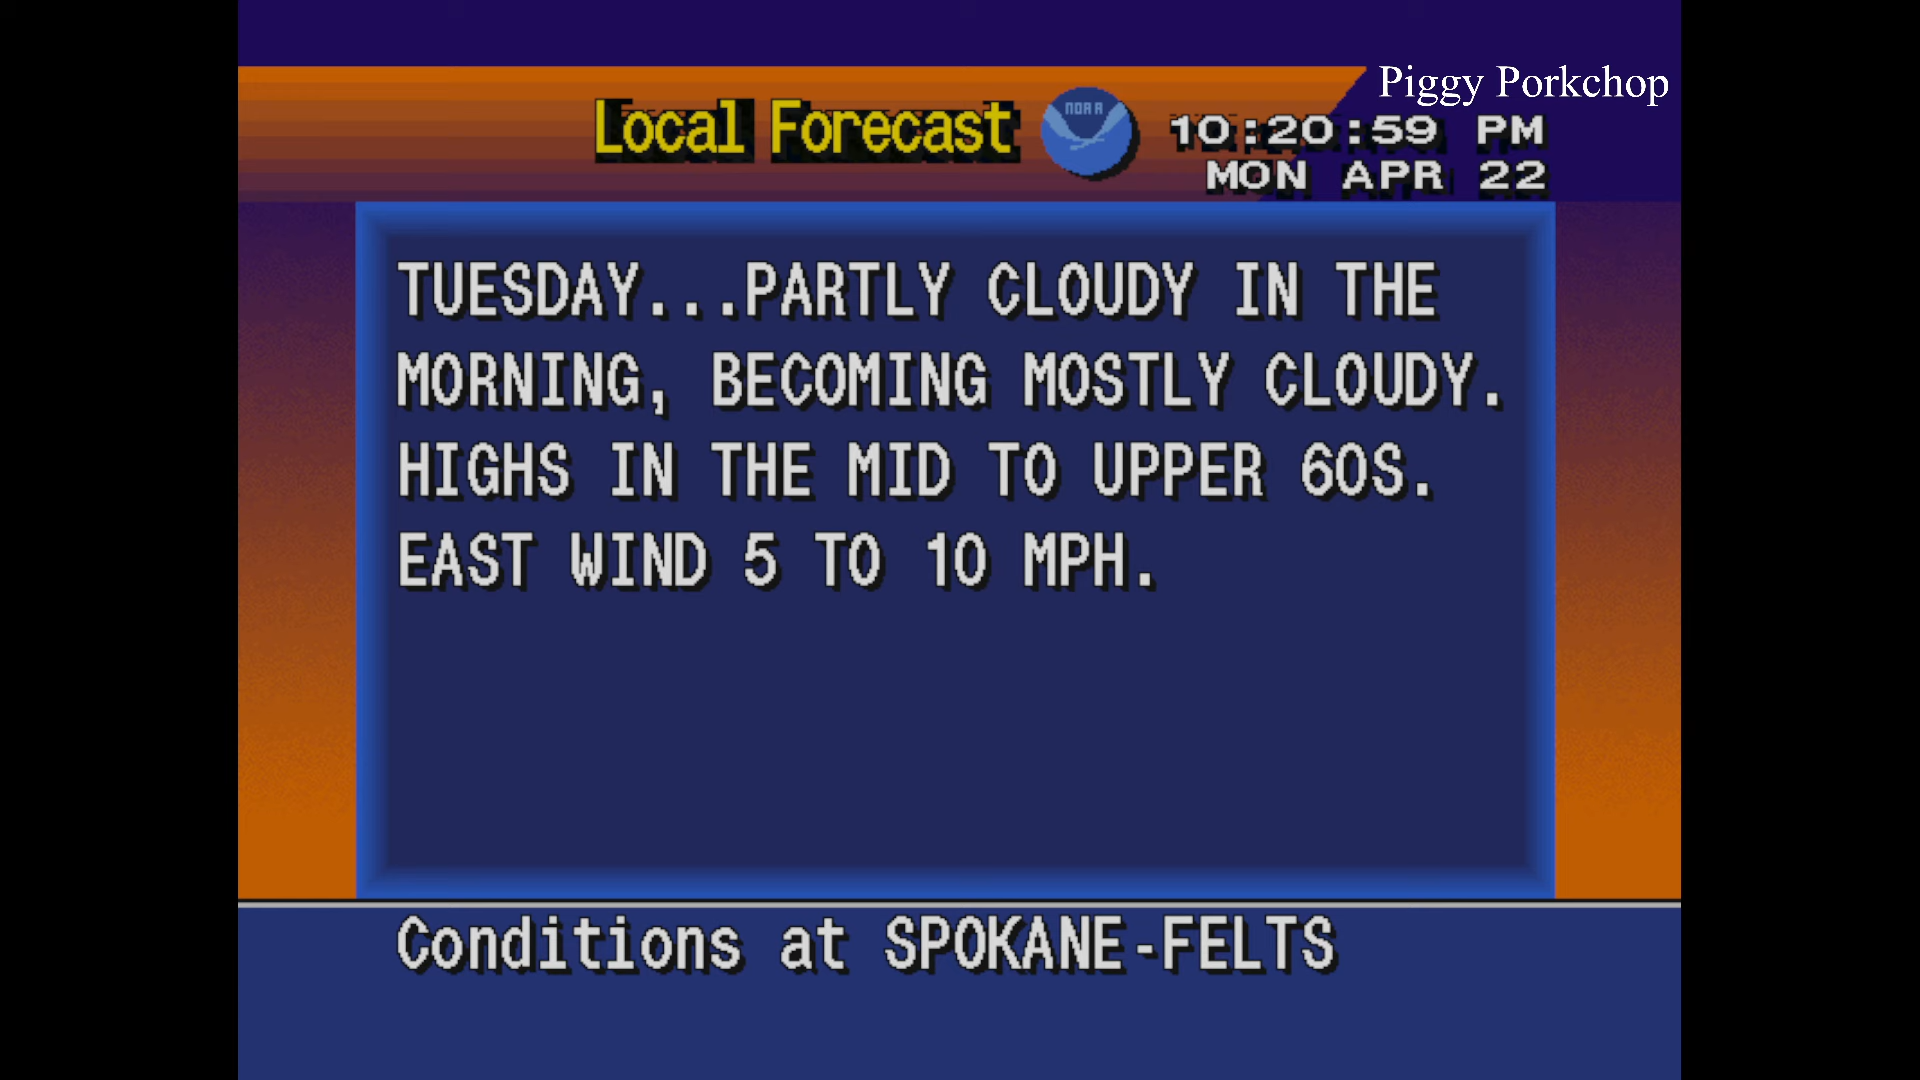 Piggy Porkchop
Local Forecast
NOAA
10:20:59 PM
MON APR 22
TUESDAY...PARTLY CLOUDY IN THE
MORNING, BECOMING MOSTLY CLOUDY.
HIGHS IN THE MID TO UPPER 60S.
EAST WIND 5 TO 10 MPH.
Conditions at SPOKANE-FELTS